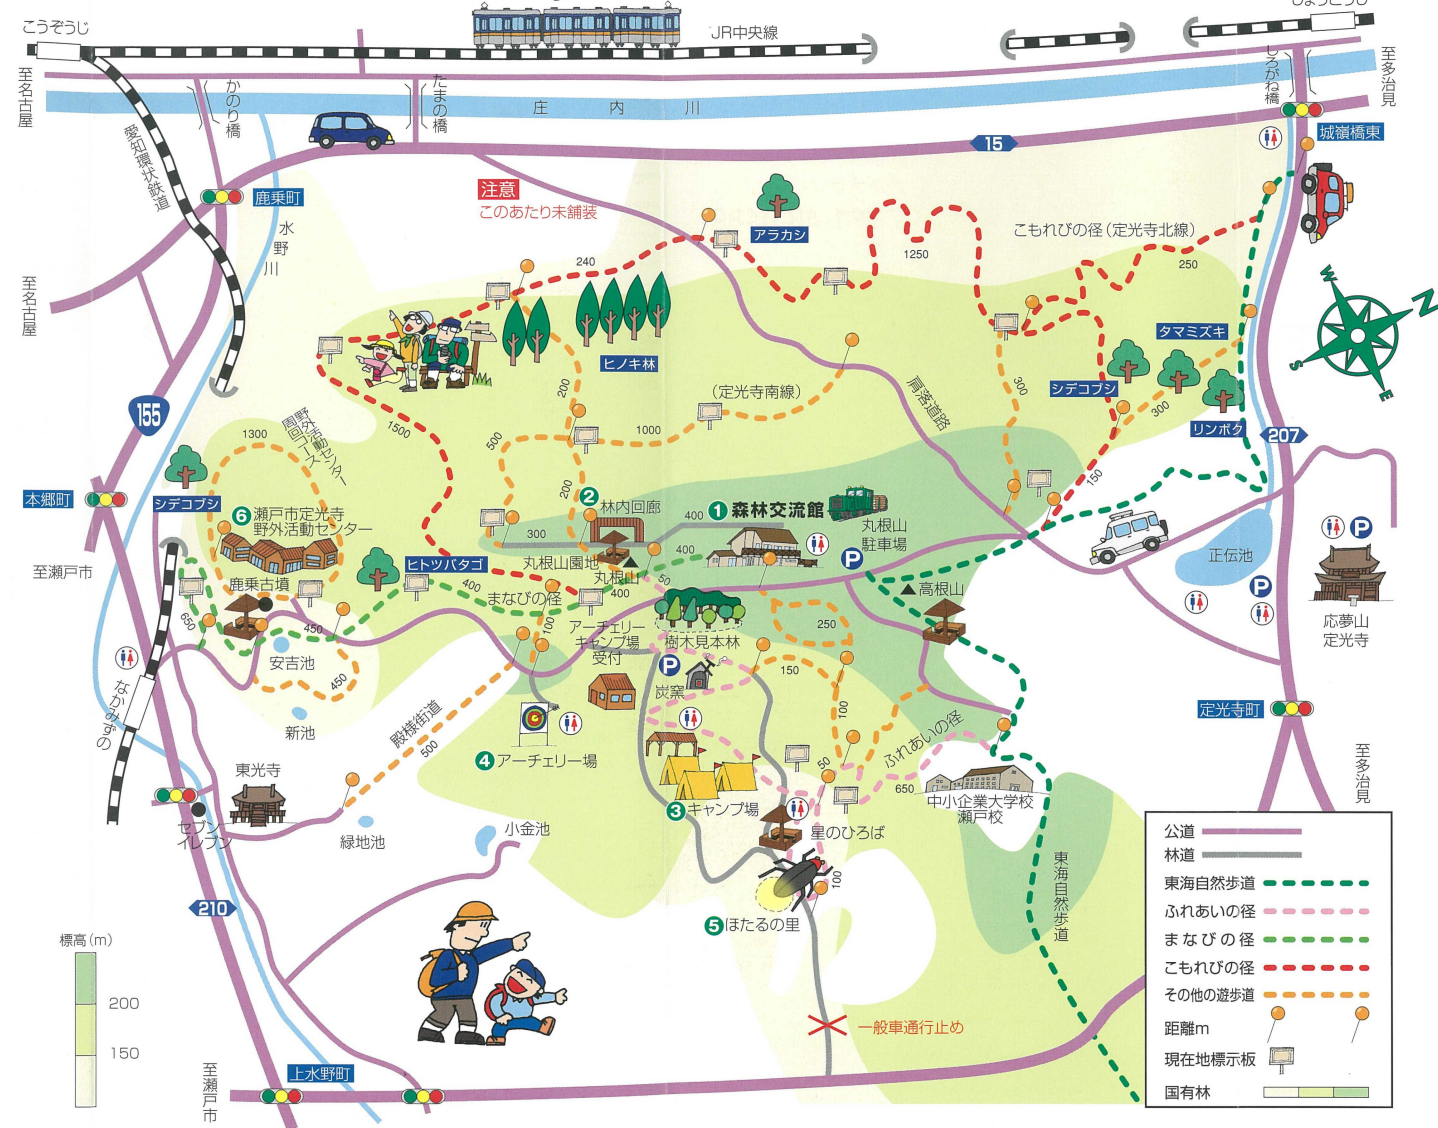 こうぞうじ
JR中央線
至名古屋
かのり橋
たまの橋
庄内川
しろがね橋
至多治見
愛知環状鉄道
15
城嶺橋東
鹿乗町
水野川
注意
このあたり未舗装
アラカシ
こもれびの径(定光寺北線)
240
1250
250
至名古屋
ヒノキ林
タマミズキ
シデコブシ
リンボク
(定光寺南線)
肩落道路
200
300
300
155
1500
1300
野外活動センター
周回コース
500
1000
207
150
本郷町
シデコブシ
6 瀬戸市定光寺
野外活動センター
200
2
林内回廊
400
1 森林交流館
丸根山
駐車場
P
300
至瀬戸市
鹿乗古墳
ヒトツバタゴ
丸根山園地
丸根山
400
50
高根山
正伝池
P
P
応夢山
定光寺
400
まなびの径
400
650
450
100
アーチェリー
キャンプ場
受付
樹木見本林
250
安吉池
450
新池
P
炭窯
150
100
なかみずの
殿様街道
500
4 アーチェリー場
ふれあいの径
定光寺町
至多治見
東光寺
50
650
中小企業大学校
瀬戸校
セブン
イレブン
緑地池
小金池
3 キャンプ場
星のひろば
100
東海自然歩道
210
5 ほたるの里
標高(m)
200
150
一般車通行止め
上水野町
至瀬戸市
公道
林道
東海自然歩道
ふれあいの径
まなびの径
こもれびの径
その他の遊歩道
距離m
現在地標示板
国有林
N
W
S
E